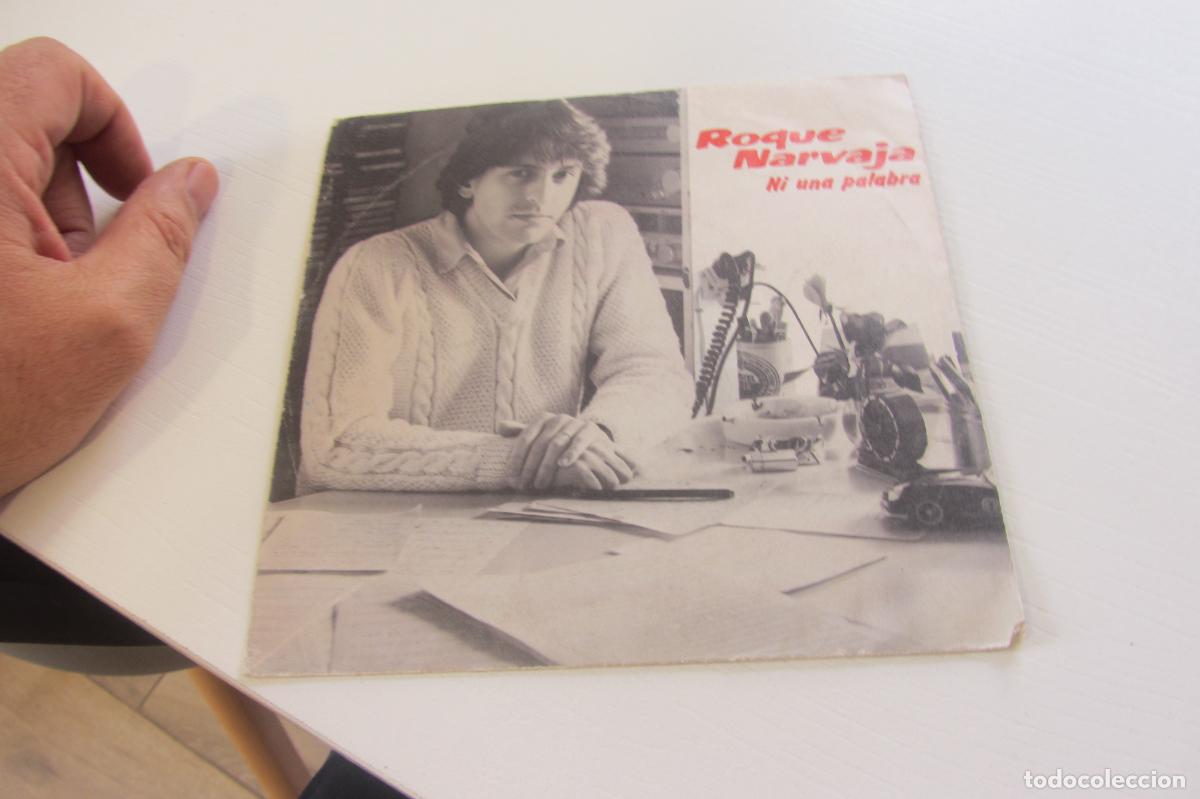 Roque
Narvaja
Ni una palabra
todocoleccion